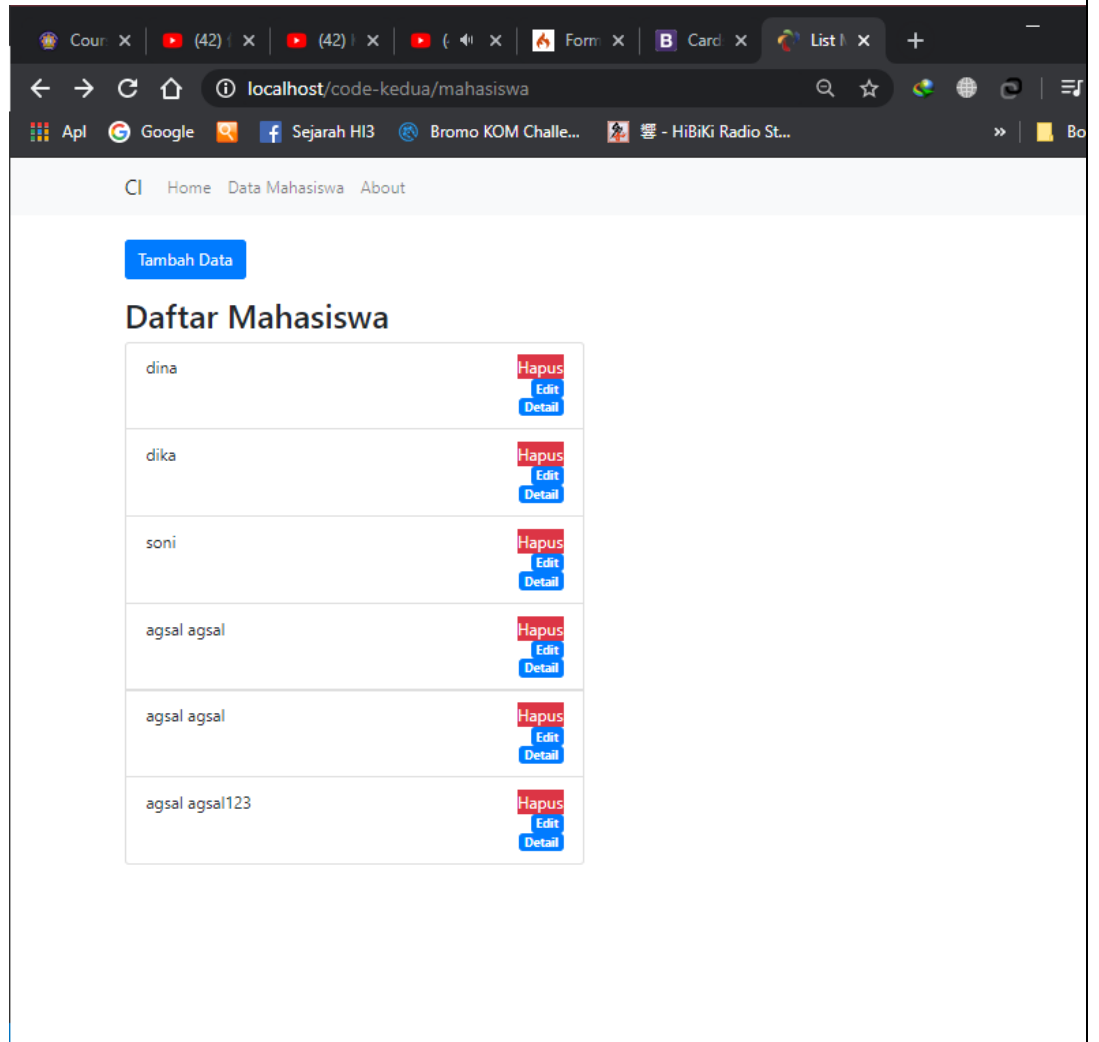 Cour (42) (42) ( Form Card List M
localhost/code-kedua/mahasiswa
Apl Google Sejarah HI3 Bromo KOM Challe... 響 - HiBiKi Radio St... » Bo
CI Home Data Mahasiswa About
Tambah Data
Daftar Mahasiswa
dina Hapus
Edit
Detail
dika Hapus
Edit
Detail
soni Hapus
Edit
Detail
agsal agsal Hapus
Edit
Detail
agsal agsal Hapus
Edit
Detail
agsal agsal123 Hapus
Edit
Detail